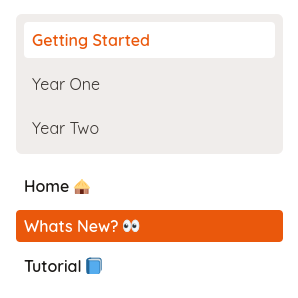 Getting Started
Year One
Year Two
Home 🏠
Whats New? 👀
Tutorial 📘